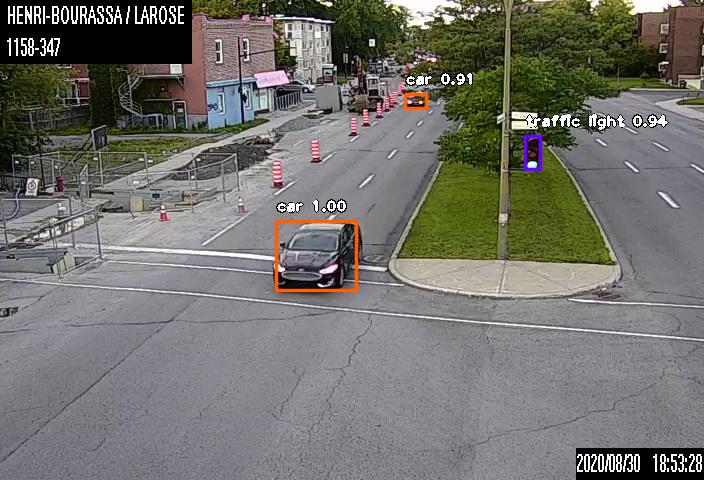 HENRI-BOURASSA / LAROSE
1158-347
car 0.91
traffic light 0.94
car 1.00
2020/08/30 18:53:28